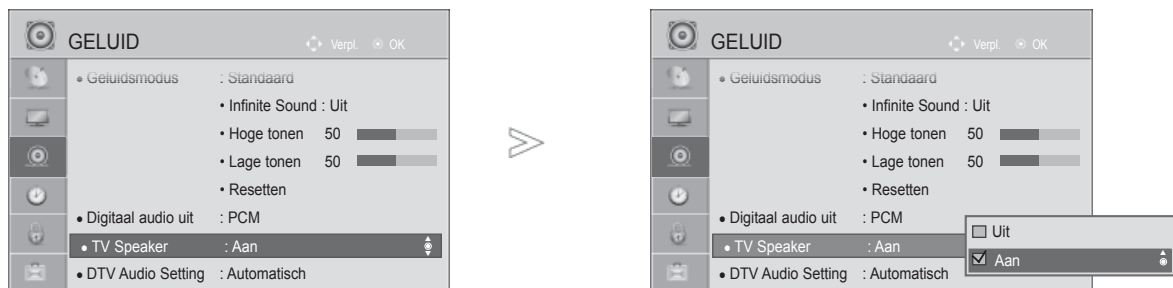 GELUID Verpl. OK
• Geluidsmodus : Standaard
• Infinite Sound : Uit
• Hoge tonen 50
• Lage tonen 50
• Resetten
• Digitaal audio uit : PCM
• TV Speaker : Aan
• DTV Audio Setting : Automatisch
GELUID Verpl. OK
• Geluidsmodus : Standaard
• Infinite Sound : Uit
• Hoge tonen 50
• Lage tonen 50
• Resetten
• Digitaal audio uit : PCM
• TV Speaker : Aan
• DTV Audio Setting : Automatisch
Uit
Aan